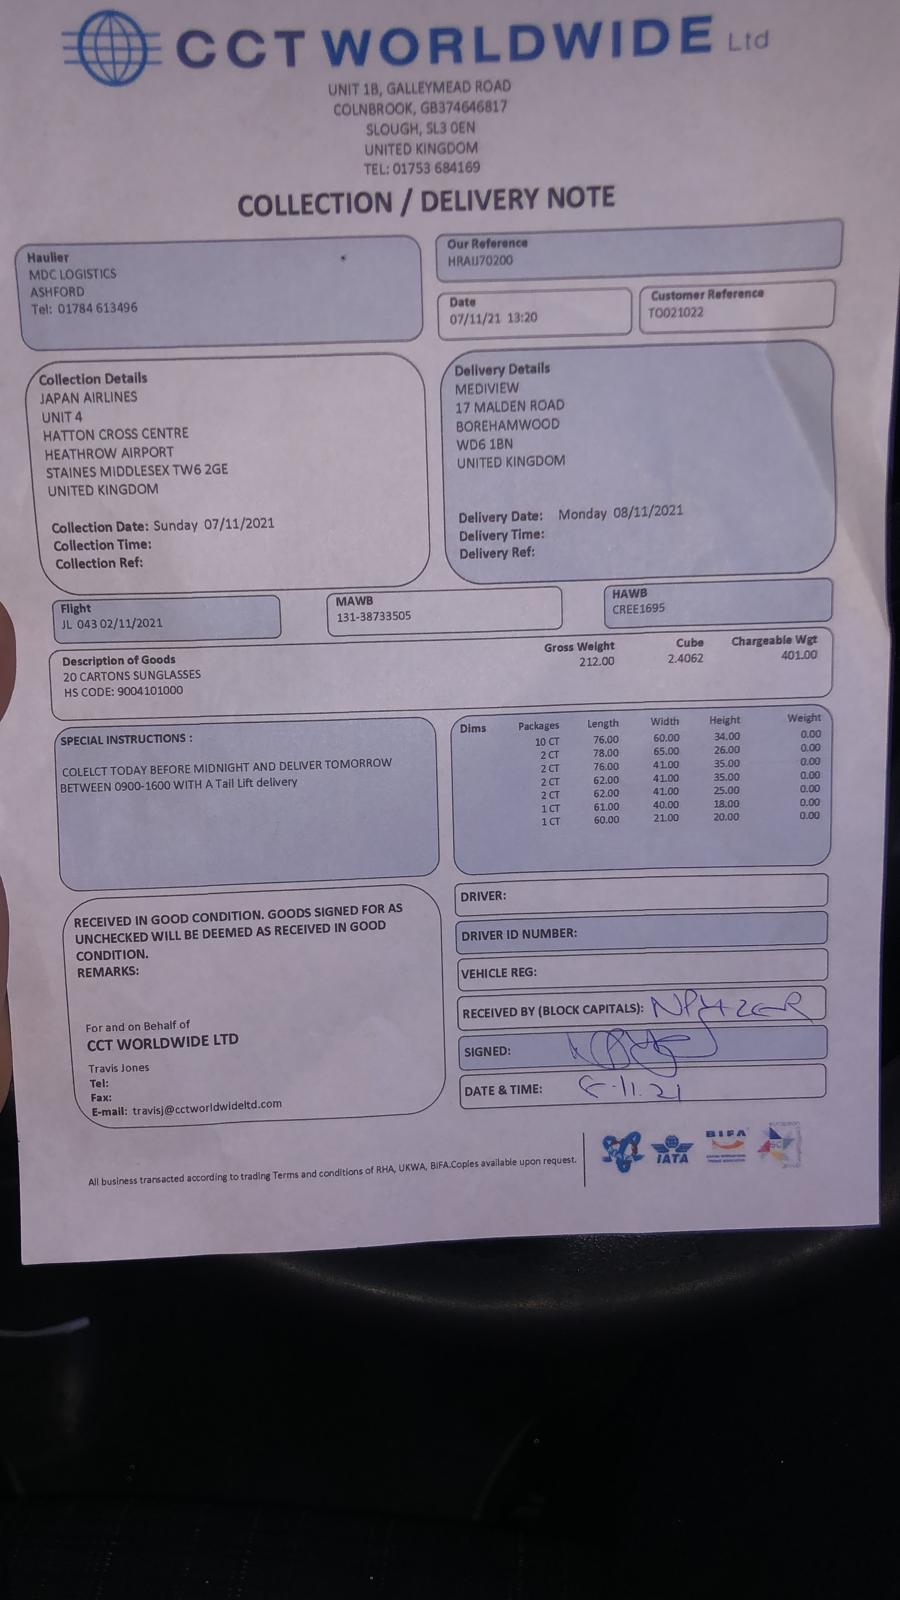 CCT WORLDWIDE Ltd
UNIT 1B, GALLEYMEAD ROAD
COLNBROOK, GB374646817
SLOUGH, SL3 0EN
UNITED KINGDOM
TEL: 01753 684169
COLLECTION / DELIVERY NOTE
Haulier
MDC LOGISTICS
ASHFORD
Tel: 01784 613496
Our Reference
HRAIJ70200
Date
07/11/21 13:20
Customer Reference
TO021022
Collection Details
JAPAN AIRLINES
UNIT 4
HATTON CROSS CENTRE
HEATHROW AIRPORT
STAINES MIDDLESEX TW6 2GE
UNITED KINGDOM
Collection Date: Sunday 07/11/2021
Collection Time:
Collection Ref:
Delivery Details
MEDIVIEW
17 MALDEN ROAD
BOREHAMWOOD
WD6 1BN
UNITED KINGDOM
Delivery Date: Monday 08/11/2021
Delivery Time:
Delivery Ref:
Flight
JL 043 02/11/2021
MAWB
131-38733505
HAWB
CREE1695
Description of Goods Gross Weight Cube Chargeable Wgt
20 CARTONS SUNGLASSES 212.00 2.4062 401.00
HS CODE: 9004101000
SPECIAL INSTRUCTIONS :
COLELCT TODAY BEFORE MIDNIGHT AND DELIVER TOMORROW
BETWEEN 0900-1600 WITH A Tail Lift delivery
Dims Packages Length Width Height Weight
10 CT 76.00 60.00 34.00 0.00
2 CT 78.00 65.00 26.00 0.00
2 CT 76.00 41.00 35.00 0.00
2 CT 62.00 41.00 35.00 0.00
2 CT 62.00 41.00 25.00 0.00
1 CT 61.00 40.00 18.00 0.00
1 CT 60.00 21.00 20.00 0.00
RECEIVED IN GOOD CONDITION. GOODS SIGNED FOR AS
UNCHECKED WILL BE DEEMED AS RECEIVED IN GOOD
CONDITION.
REMARKS:
For and on Behalf of
CCT WORLDWIDE LTD
Travis Jones
Tel:
Fax:
E-mail: travisj@cctworldwideltd.com
DRIVER:
DRIVER ID NUMBER:
VEHICLE REG:
RECEIVED BY (BLOCK CAPITALS):
SIGNED:
DATE & TIME: 8.11.21
All business transacted according to trading Terms and conditions of RHA, UKWA, BIFA.Copies available upon request.
IATA
BIFA